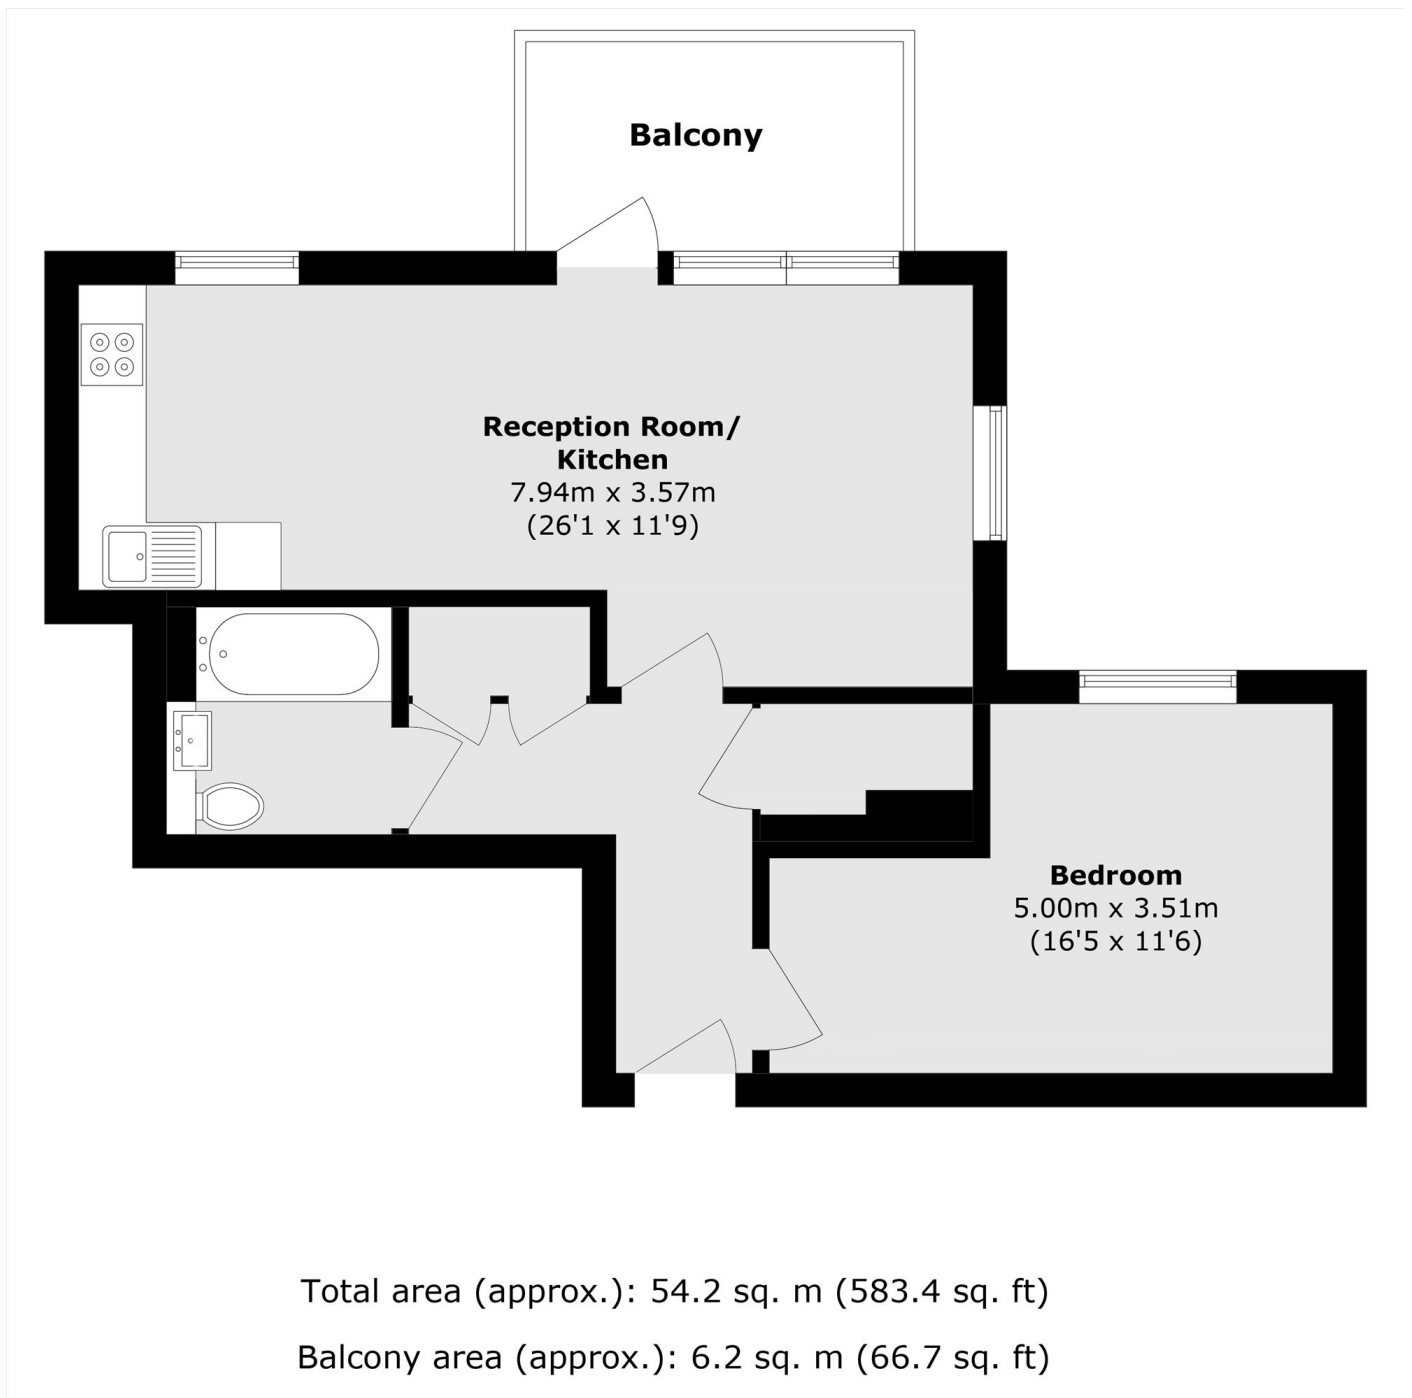 Balcony
Reception Room/
Kitchen
7.94m x 3.57m
(26'1 x 11'9)
Bedroom
5.00m x 3.51m
(16'5 x 11'6)
Total area (approx.): 54.2 sq. m (583.4 sq. ft)
Balcony area (approx.): 6.2 sq. m (66.7 sq. ft)